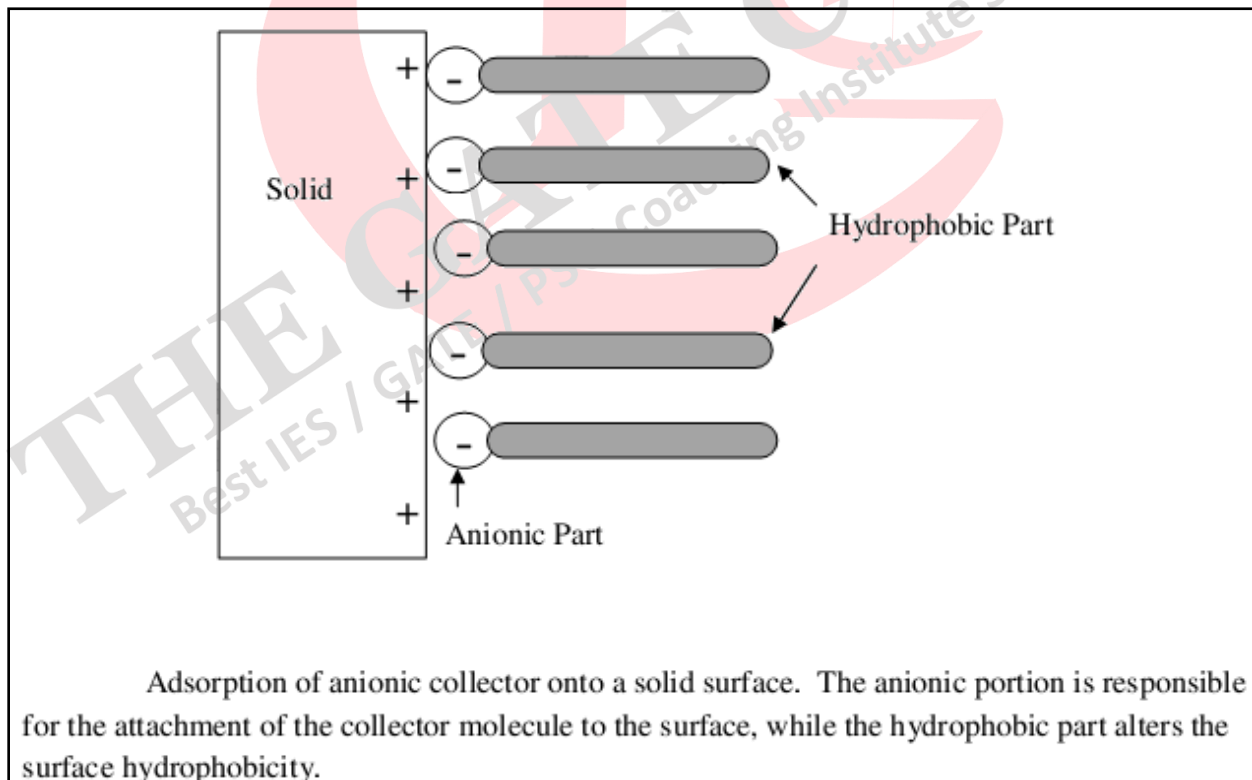 THE GATE
Best IES / GATE / PSU Coaching Institute
+ -
-
Solid +
Hydrophobic Part
-
+
-
+
-
+
Anionic Part
Adsorption of anionic collector onto a solid surface. The anionic portion is responsible
for the attachment of the collector molecule to the surface, while the hydrophobic part alters the
surface hydrophobicity.